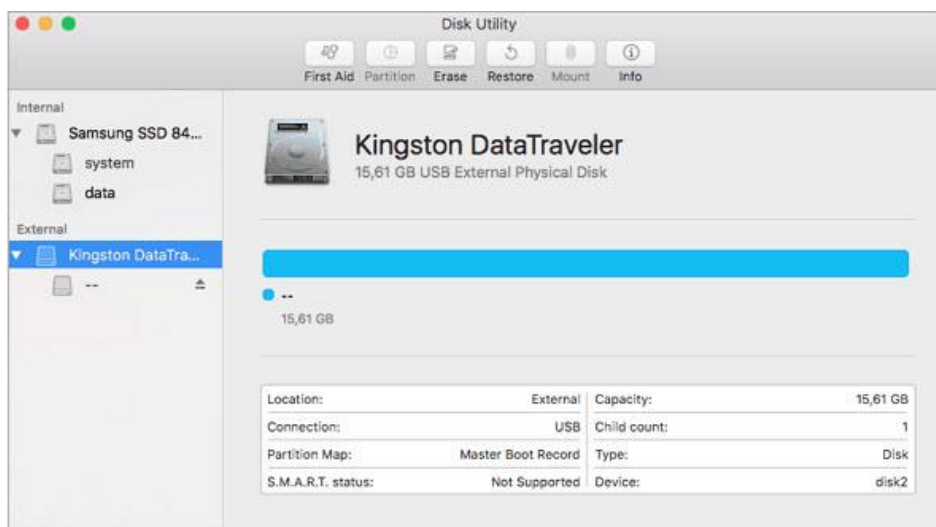 Disk Utility
First Aid Partition Erase Restore Mount Info
Internal
Samsung SSD 84...
system
data
External
Kingston DataTra...
--
Kingston DataTraveler
15,61 GB USB External Physical Disk
--
15,61 GB
Location: External Capacity: 15,61 GB
Connection: USB Child count: 1
Partition Map: Master Boot Record Type: Disk
S.M.A.R.T. status: Not Supported Device: disk2